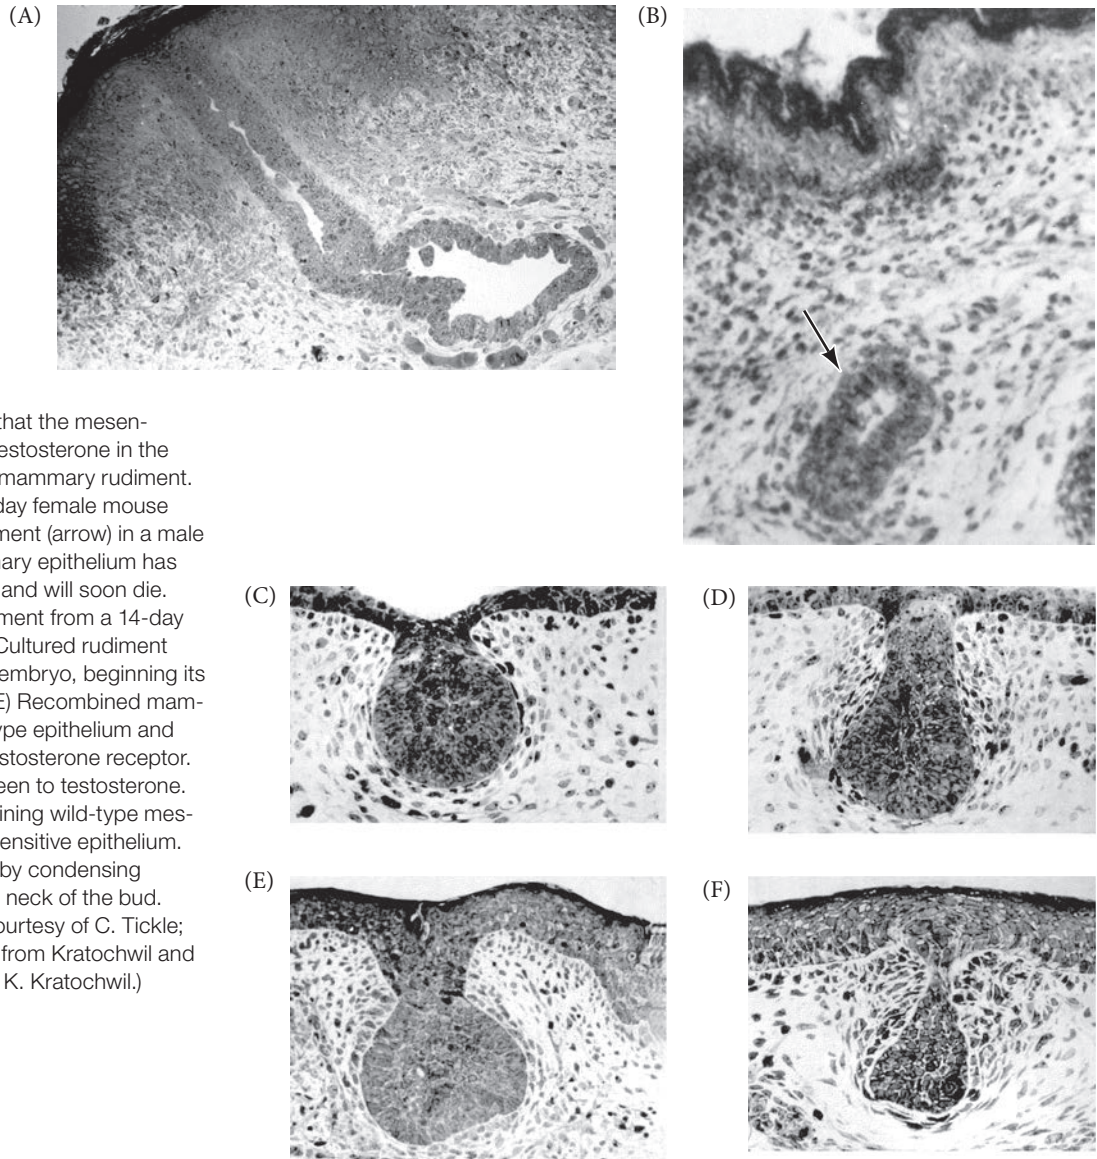 (A)
(B)
that the mesen-
estosterone in the
mammary rudiment.
day female mouse
ment (arrow) in a male
ary epithelium has
and will soon die.
ment from a 14-day
Cultured rudiment
embryo, beginning its
E) Recombined mam-
ype epithelium and
stosterone receptor.
een to testosterone.
ining wild-type mes-
ensitive epithelium.
by condensing
neck of the bud.
ourtesy of C. Tickle;
from Kratochwil and
K. Kratochwil.)
(C)
(D)
(E)
(F)